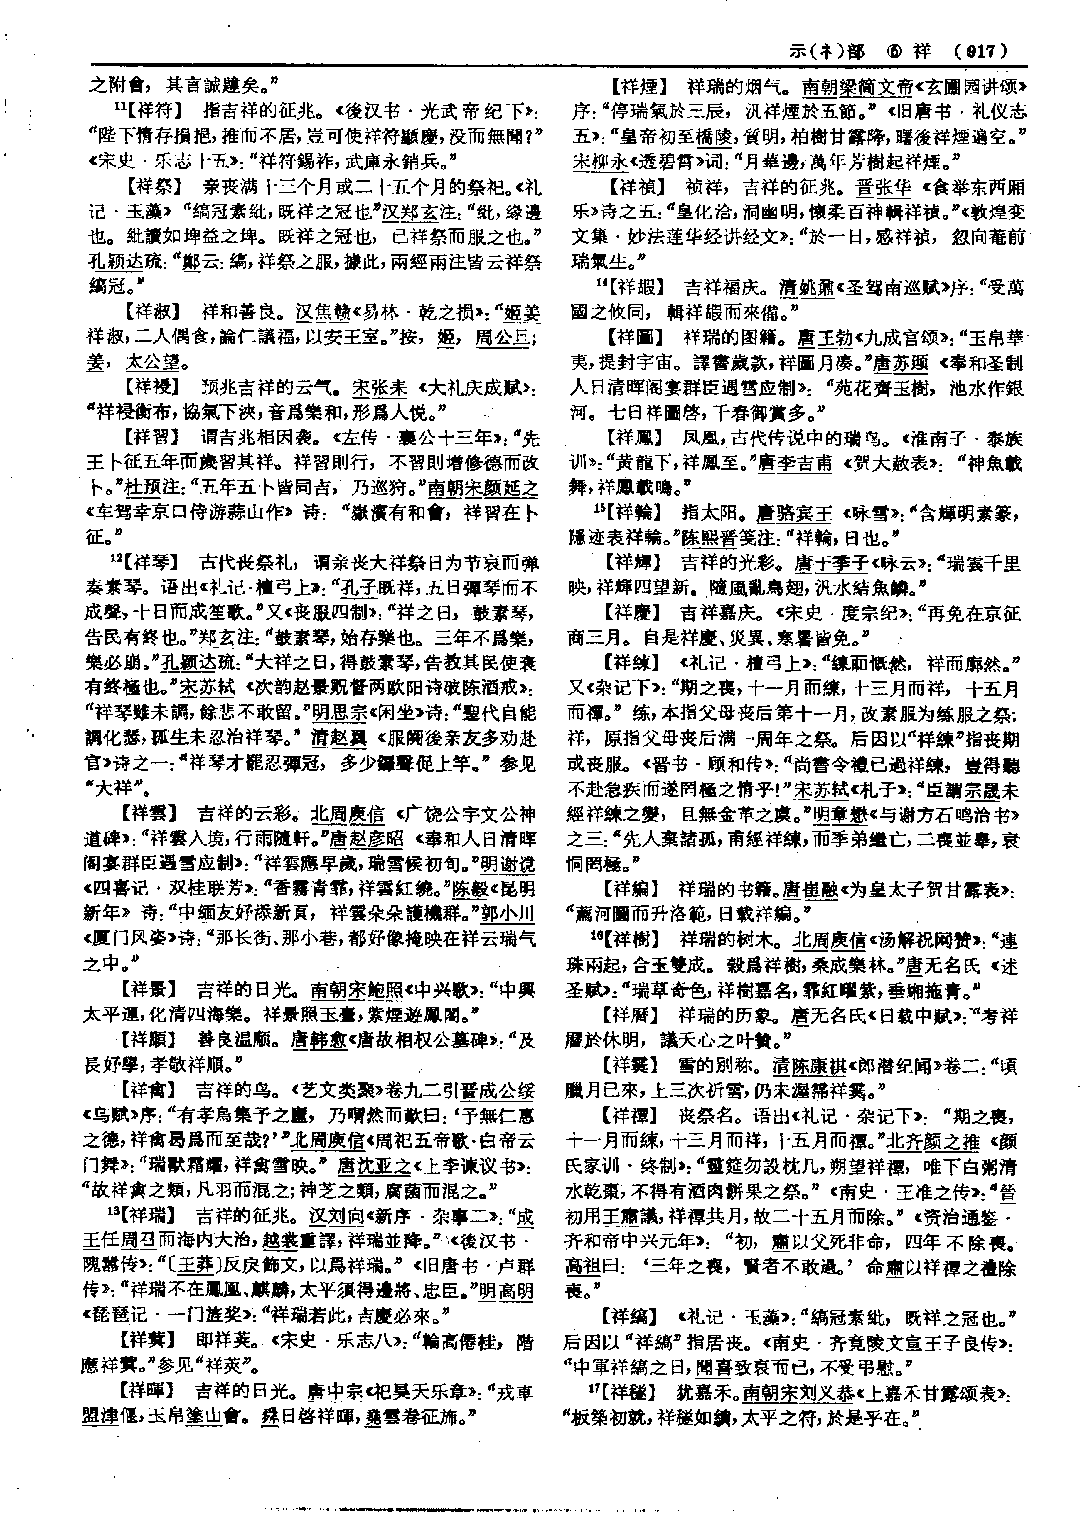 示(礻)部 ⑥ 祥 (917)
之附會，其言誠韙矣。”
11【祥符】 指吉祥的征兆。《後汉书·光武帝纪下》：
“陛下情存損挹，推而不居，豈可使祥符顯慶，没而無聞？”
《宋史·乐志十五》：“祥符錫祚，武庫永銷兵。”
【祥祭】 亲丧满十三个月或二十五个月的祭祀。《礼
记·玉藻》“缟冠素紕，既祥之冠也”汉郑玄注：“紕，緣邊
也。紕讀如埤益之埤。既祥之冠也，已祥祭而服之也。”
孔颖达疏：“鄭云：縞，祥祭之服，據此，兩經兩注皆云祥祭
縞冠。”
【祥淑】 祥和善良。汉焦赣《易林·乾之损》：“姬姜
祥淑，二人偶食，論仁議福，以安王室。”按，姬，周公旦；
姜，太公望。
【祥祲】 预兆吉祥的云气。宋张耒《大礼庆成赋》：
“祥祲衡布，協氣下浹，音爲樂和，形爲人悦。”
【祥習】 谓吉兆相因袭。《左传·襄公十三年》：“先
王卜征五年而歲習其祥。祥習則行，不習則增修德而改
卜。”杜预注：“五年五卜皆同吉，乃巡狩。”南朝宋颜延之
《车驾幸京口侍游蒜山作》诗：“嶽濱有和會，祥習在卜
征。”
12【祥琴】 古代丧祭礼，谓亲丧大祥祭日为节哀而弹
奏素琴。语出《礼记·檀弓上》：“孔子既祥，五日彈琴而不
成聲，十日而成笙歌。”又《丧服四制》：“祥之日，鼓素琴，
告民有終也。”郑玄注：“鼓素琴，始存樂也。三年不爲樂，
樂必崩。”孔颖达疏：“大祥之日，得鼓素琴，告教其民使衰
有終極也。”宋苏轼《次韵赵景贶督两欧阳诗破陈酒戒》：
“祥琴雖未調，餘悲不敢留。”明思宗《闲坐》诗：“聖代自能
調化瑟，孤生未忍治祥琴。”清赵翼《服阕後亲友多劝赴
官》诗之一：“祥琴才罷忍彈冠，多少鑼聲促上竿。”参见
“大祥”。
【祥雲】 吉祥的云彩。北周庾信《广饶公宇文公神
道碑》：“祥雲入境，行雨随軒。”唐赵彦昭《奉和人日清晖
阁宴群臣遇雪应制》：“祥雲應早歲，瑞雪候初旬。”明谢谠
《四喜记·双桂联芳》：“香霧青霏，祥雲紅繞。”陈毅《昆明
新年》诗：“中缅友好添新頁，祥雲朵朵護機群。”郭小川
《厦门风姿》诗：“那长街、那小巷，都好像掩映在祥云瑞气
之中。”
【祥景】 吉祥的日光。南朝宋鲍照《中兴歌》：“中興
太平運，化清四海樂。祥景照玉臺，紫煙遊鳳閣。”
【祥順】 善良温顺。唐韩愈《唐故相权公墓碑》：“及
長好學，孝敬祥順。”
【祥禽】 吉祥的鸟。《艺文类聚》卷九二引晋成公绥
《乌赋》序：“有孝鳥集予之廬，乃喟然而歎曰：‘予無仁惠
之德，祥禽曷爲而至哉？’”北周庾信《周祀五帝歌·白帝云
门舞》：“瑞獸霜耀，祥禽雪映。”唐沈亚之《上李谏议书》：
“故祥禽之類，凡羽而混之；神芝之類，腐菌而混之。”
13【祥瑞】 吉祥的征兆。汉刘向《新序·杂事二》：“成
王任周召而海内大治，越裳重譯，祥瑞並降。”《後汉书·
隗嚣传》：“〔王莽〕反戾飾文，以爲祥瑞。”《旧唐书·卢群
传》：“祥瑞不在鳳凰、麒麟，太平須得邊將、忠臣。”明高明
《琵琶记·一门旌奖》：“祥瑞若此，吉慶必來。”
【祥蓂】 即祥荚。《宋史·乐志八》：“輪高僊桂，階
應祥蓂。”参见“祥荚”。
【祥暉】 吉祥的日光。唐中宗《祀昊天乐章》：“戎車
盟津偃，玉帛塗山會。舜日啓祥暉，堯雲卷征旆。”
【祥煙】 祥瑞的烟气。南朝梁简文帝《玄圃园讲颂》
序：“停瑞氣於三辰，汎祥煙於五節。”《旧唐书·礼仪志
五》：“皇帝初至橋陵，質明，柏樹甘露降，曙後祥煙遍空。”
宋柳永《透碧霄》词：“月華邊，萬年芳樹起祥煙。”
【祥禎】 祯祥，吉祥的征兆。晋张华《食举东西厢
乐》诗之五：“皇化洽，洞幽明，懷柔百神輯祥禎。”《敦煌变
文集·妙法莲华经讲经文》：“於一日，感祥禎，忽向菴前
瑞氣生。”
14【祥嘏】 吉祥福庆。清姚鼐《圣驾南巡赋》序：“受萬
國之攸同，輯祥嘏而來備。”
【祥圖】 祥瑞的图籍。唐王勃《九成宫颂》：“玉帛華
夷，提封宇宙。譯書歲款，祥圖月湊。”唐苏颋《奉和圣制
人日清晖阁宴群臣遇雪应制》：“苑花齊玉樹，池水作銀
河。七日祥圖啓，千春御賞多。”
【祥鳳】 凤凰，古代传说中的瑞鸟。《淮南子·泰族
训》：“黄龍下，祥鳳至。”唐李吉甫《贺大赦表》：“神魚載
舞，祥鳳載鳴。”
15【祥輪】 指太阳。唐骆宾王《咏雪》：“含輝明素篆，
隱迹表祥輪。”陈熙晋笺注：“祥輪，日也。”
【祥輝】 吉祥的光彩。唐于季子《咏云》：“瑞雲千里
映，祥輝四望新。隨風亂鳥翅，汎水結魚鱗。”
【祥慶】 吉祥嘉庆。《宋史·度宗纪》：“再免在京征
商三月。自是祥慶、災異、寒暑皆免。”
【祥練】 《礼记·檀弓上》：“練而慨然，祥而廓然。”
又《杂记下》：“期之喪，十一月而練，十三月而祥，十五月
而禫。”练，本指父母丧后第十一月，改素服为练服之祭；
祥，原指父母丧后满一周年之祭。后因以“祥練”指丧期
或丧服。《晋书·顾和传》：“尚書令禮已過祥練，豈得聽
不赴急疾而遂罔極之情乎！”宋苏轼《札子》：“臣謂宗晟未
經祥練之變，且無金革之虞。”明章懋《与谢方石鸣治书》
之三：“先人棄諸孤，甫經祥練，而季弟繼亡，二喪並舉，哀
恫罔極。”
【祥編】 祥瑞的书籍。唐崔融《为皇太子贺甘露表》：
“薦河圖而升洛範，日載祥編。”
16【祥樹】 祥瑞的树木。北周庾信《汤解祝网赞》：“連
珠兩起，合玉雙成。穀爲祥樹，桑成樂林。”唐无名氏《述
圣赋》：“瑞草奇色，祥樹嘉名，霏紅曜紫，垂緗拖青。”
【祥曆】 祥瑞的历象。唐无名氏《日载中赋》：“考祥
曆於休明，議天心之叶贊。”
【祥霙】 雪的别称。清陈康祺《郎潜纪闻》卷二：“頃
臘月已來，上三次祈雪，仍未渥霈祥霙。”
【祥禫】 丧祭名。语出《礼记·杂记下》：“期之喪，
十一月而練，十三月而祥，十五月而禫。”北齐颜之推《颜
氏家训·终制》：“靈筵勿設枕几，朔望祥禫，唯下白粥清
水乾棗，不得有酒肉餅果之祭。”《南史·王准之传》：“晉
初用王肅議，祥禫共月，故二十五月而除。”《资治通鉴·
齐和帝中兴元年》：“初，肅以父死非命，四年不除喪。
高祖曰：‘三年之喪，賢者不敢過。’命肅以祥禫之禮除
喪。”
【祥縞】 《礼记·玉藻》：“縞冠素紕，既祥之冠也。”
后因以“祥縞”指居丧。《南史·齐竟陵文宣王子良传》：
“中軍祥縞之日，聞喜致哀而已，不受弔慰。”
17【祥穟】 犹嘉禾。南朝宋刘义恭《上嘉禾甘露颂表》：
“板築初就，祥穟如積，太平之符，於是乎在。”